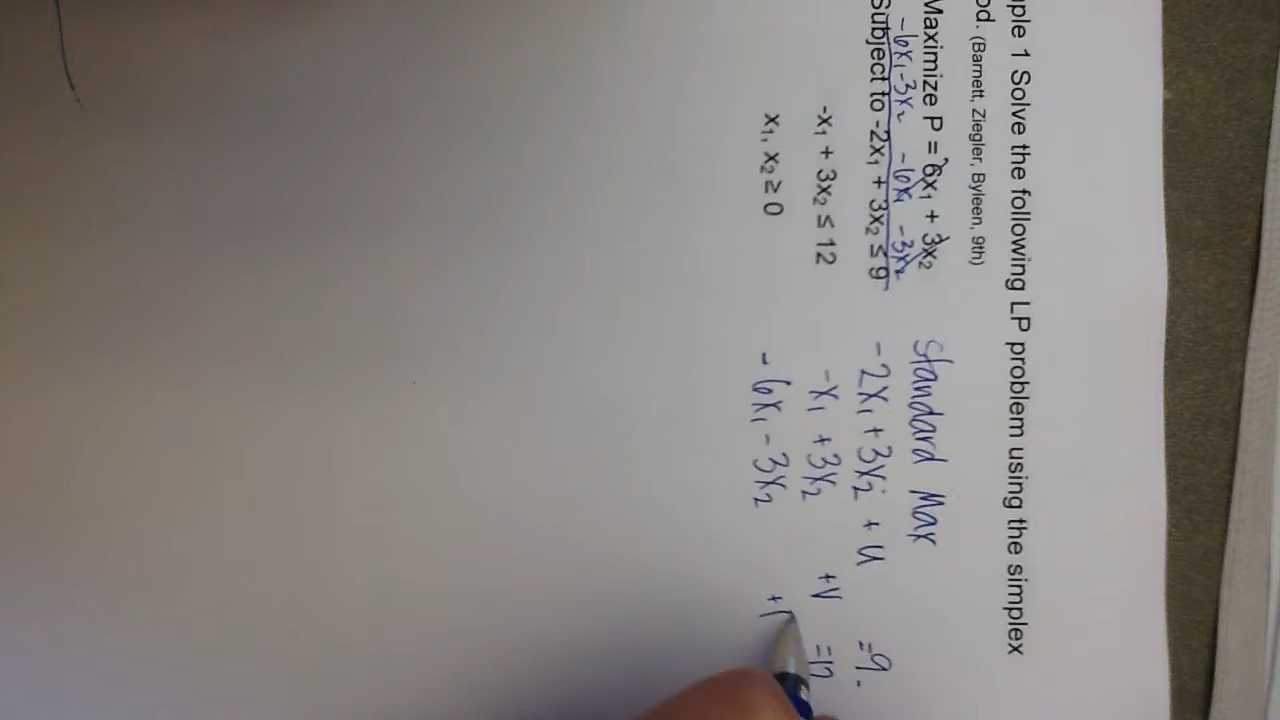 ple 1 Solve the following LP problem using the simplex
od. (Barnett, Ziegler, Byleen, 9th)
Maximize P = 6x₁ + 3x₂
-6x₁ -3x₂ -6x₁ -3x₂
Subject to -2x₁ + 3x₂ ≤ 9
-x₁ + 3x₂ ≤ 12
x₁, x₂ ≥ 0
Standard Max
-2x₁ + 3x₂ + u = 9
-x₁ + 3x₂ + v = 12
-6x₁ - 3x₂ +